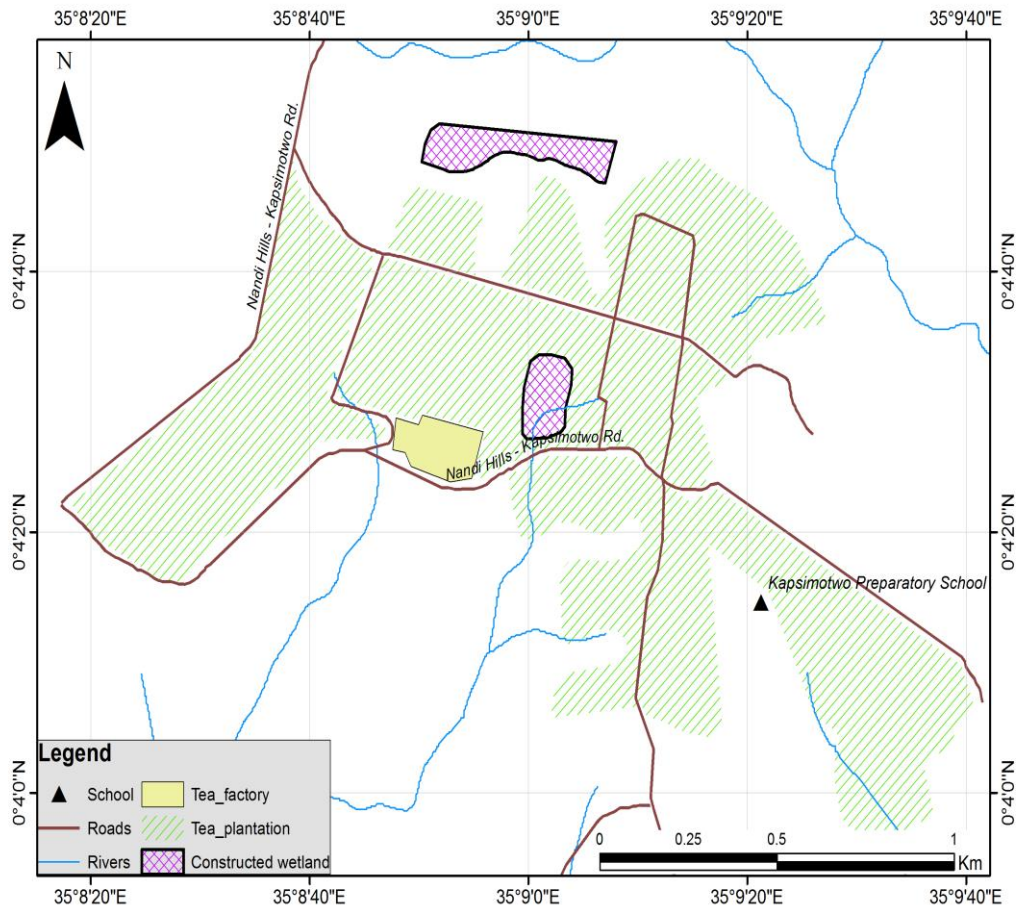 35°8'20"E 35°8'40"E 35°9'0"E 35°9'20"E 35°9'40"E
N
Nandi Hills - Kapsimotwo Rd.
0°4'40"N 0°4'40"N
Nandi Hills - Kapsimotwo Rd.
0°4'20"N 0°4'20"N
Kapsimotwo Preparatory School
0°4'0"N 0°4'0"N
Legend
School Tea_factory
Roads Tea_plantation
Rivers Constructed wetland
0 0.25 0.5 1
Km
35°8'20"E 35°8'40"E 35°9'0"E 35°9'20"E 35°9'40"E